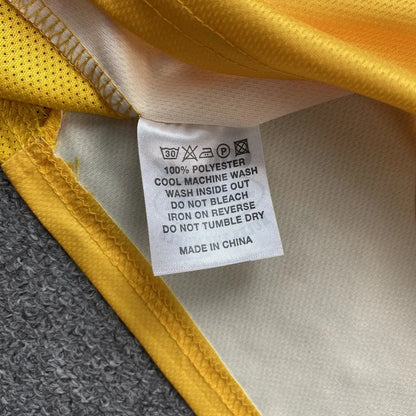 30 P
100% POLYESTER
COOL MACHINE WASH
WASH INSIDE OUT
DO NOT BLEACH
IRON ON REVERSE
DO NOT TUMBLE DRY
MADE IN CHINA